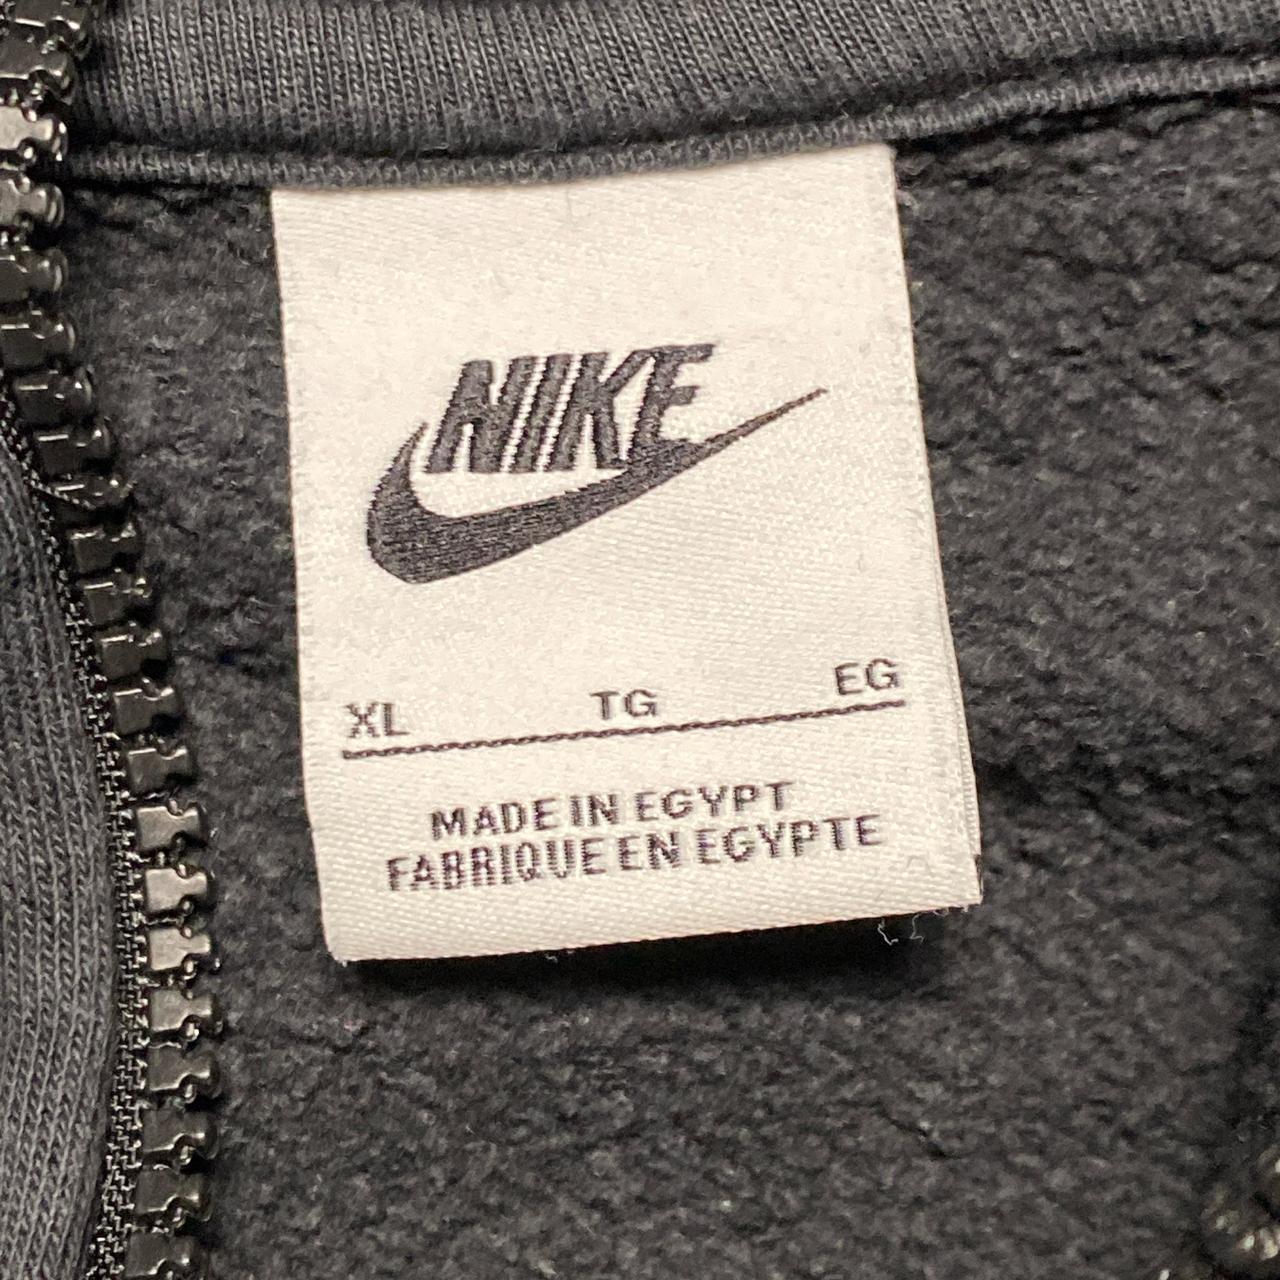 NIKE
XL TG EG
MADE IN EGYPT
FABRIQUE EN EGYPTE